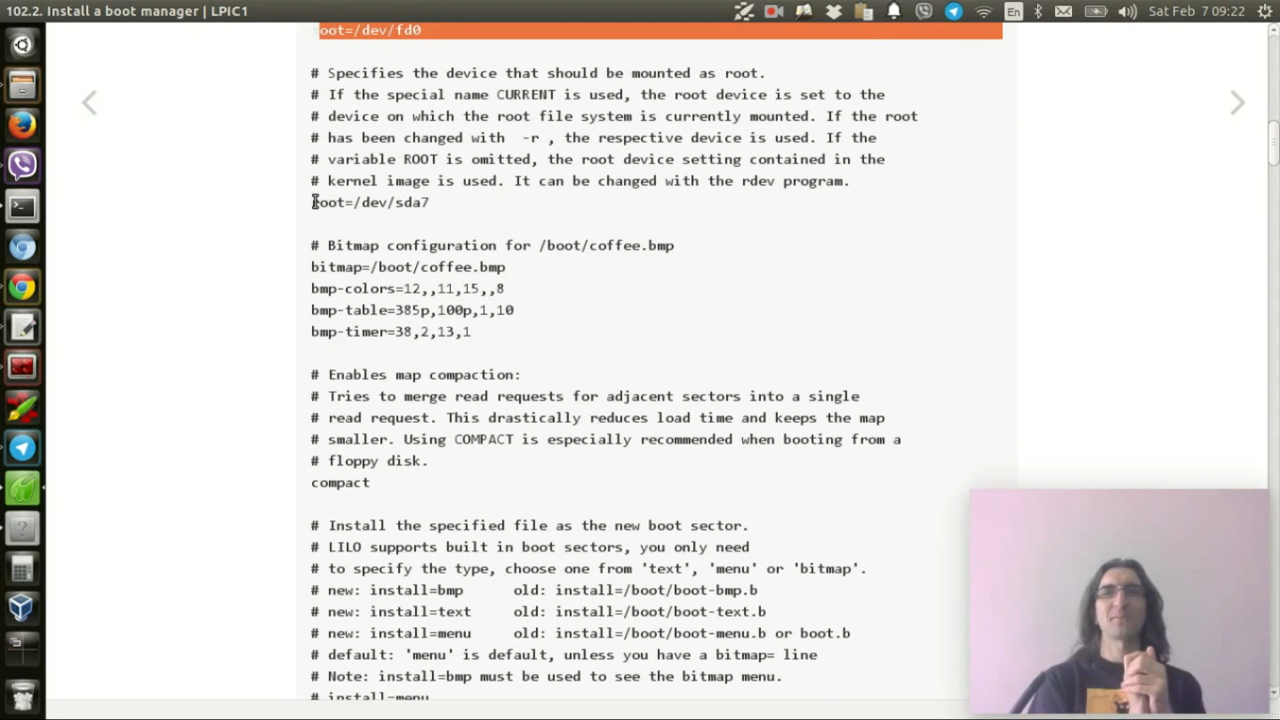 102.2. Install a boot manager | LPIC1
En
Sat Feb 7 09:22
oot=/dev/fd0
# Specifies the device that should be mounted as root.
# If the special name CURRENT is used, the root device is set to the
# device on which the root file system is currently mounted. If the root
# has been changed with  -r , the respective device is used. If the
# variable ROOT is omitted, the root device setting contained in the
# kernel image is used. It can be changed with the rdev program.
root=/dev/sda7
# Bitmap configuration for /boot/coffee.bmp
bitmap=/boot/coffee.bmp
bmp-colors=12,,11,15,,8
bmp-table=385p,100p,1,10
bmp-timer=38,2,13,1
# Enables map compaction:
# Tries to merge read requests for adjacent sectors into a single
# read request. This drastically reduces load time and keeps the map
# smaller. Using COMPACT is especially recommended when booting from a
# floppy disk.
compact
# Install the specified file as the new boot sector.
# LILO supports built in boot sectors, you only need
# to specify the type, choose one from 'text', 'menu' or 'bitmap'.
# new: install=bmp     old: install=/boot/boot-bmp.b
# new: install=text    old: install=/boot/boot-text.b
# new: install=menu    old: install=/boot/boot-menu.b or boot.b
# default: 'menu' is default, unless you have a bitmap= line
# Note: install=bmp must be used to see the bitmap menu.
# install=menu